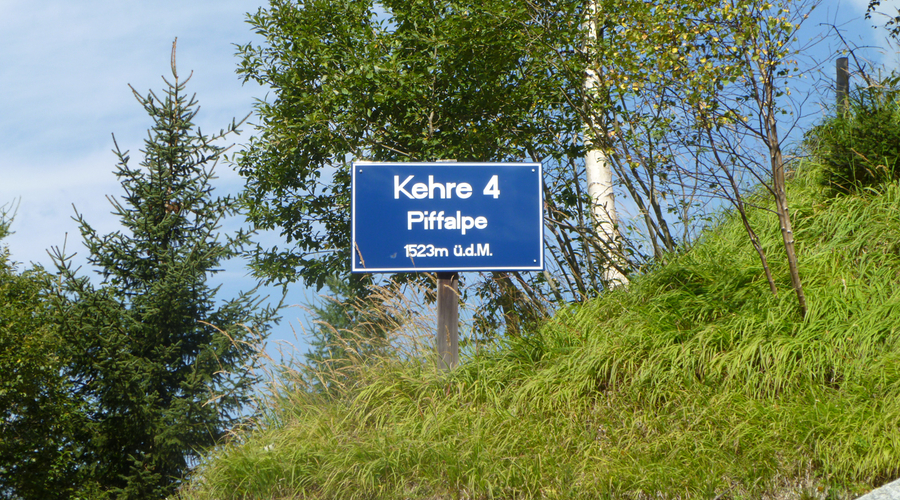 Kehre 4
Piffalpe
1523m ü.d.M.